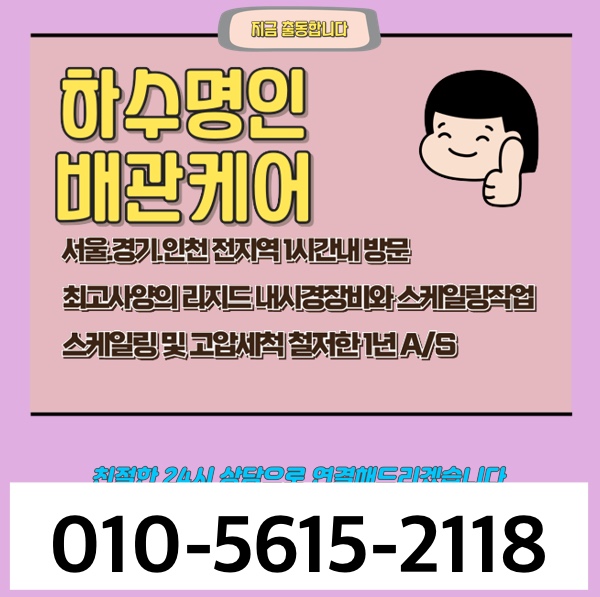 지금 출동합니다
하수명인
배관케어
서울.경기.인천 전지역 1시간내 방문
최고사양의 리지드 내시경장비와 스케일링작업
스케일링 및 고압세척 철저한 1년 A/S
친절한 24시 상담으로 연결해드리겠습니다
010-5615-2118